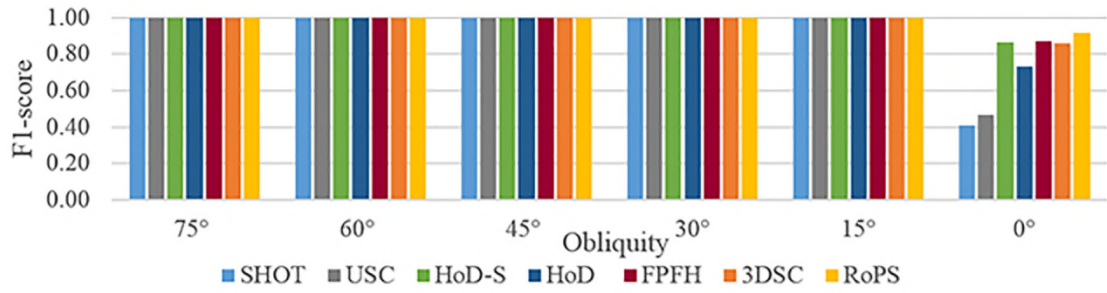 F1-score
1.00
0.80
0.60
0.40
0.20
0.00
75° 60° 45° 30° 15° 0°
Obliquity
SHOT USC HoD-S HoD FPFH 3DSC RoPS